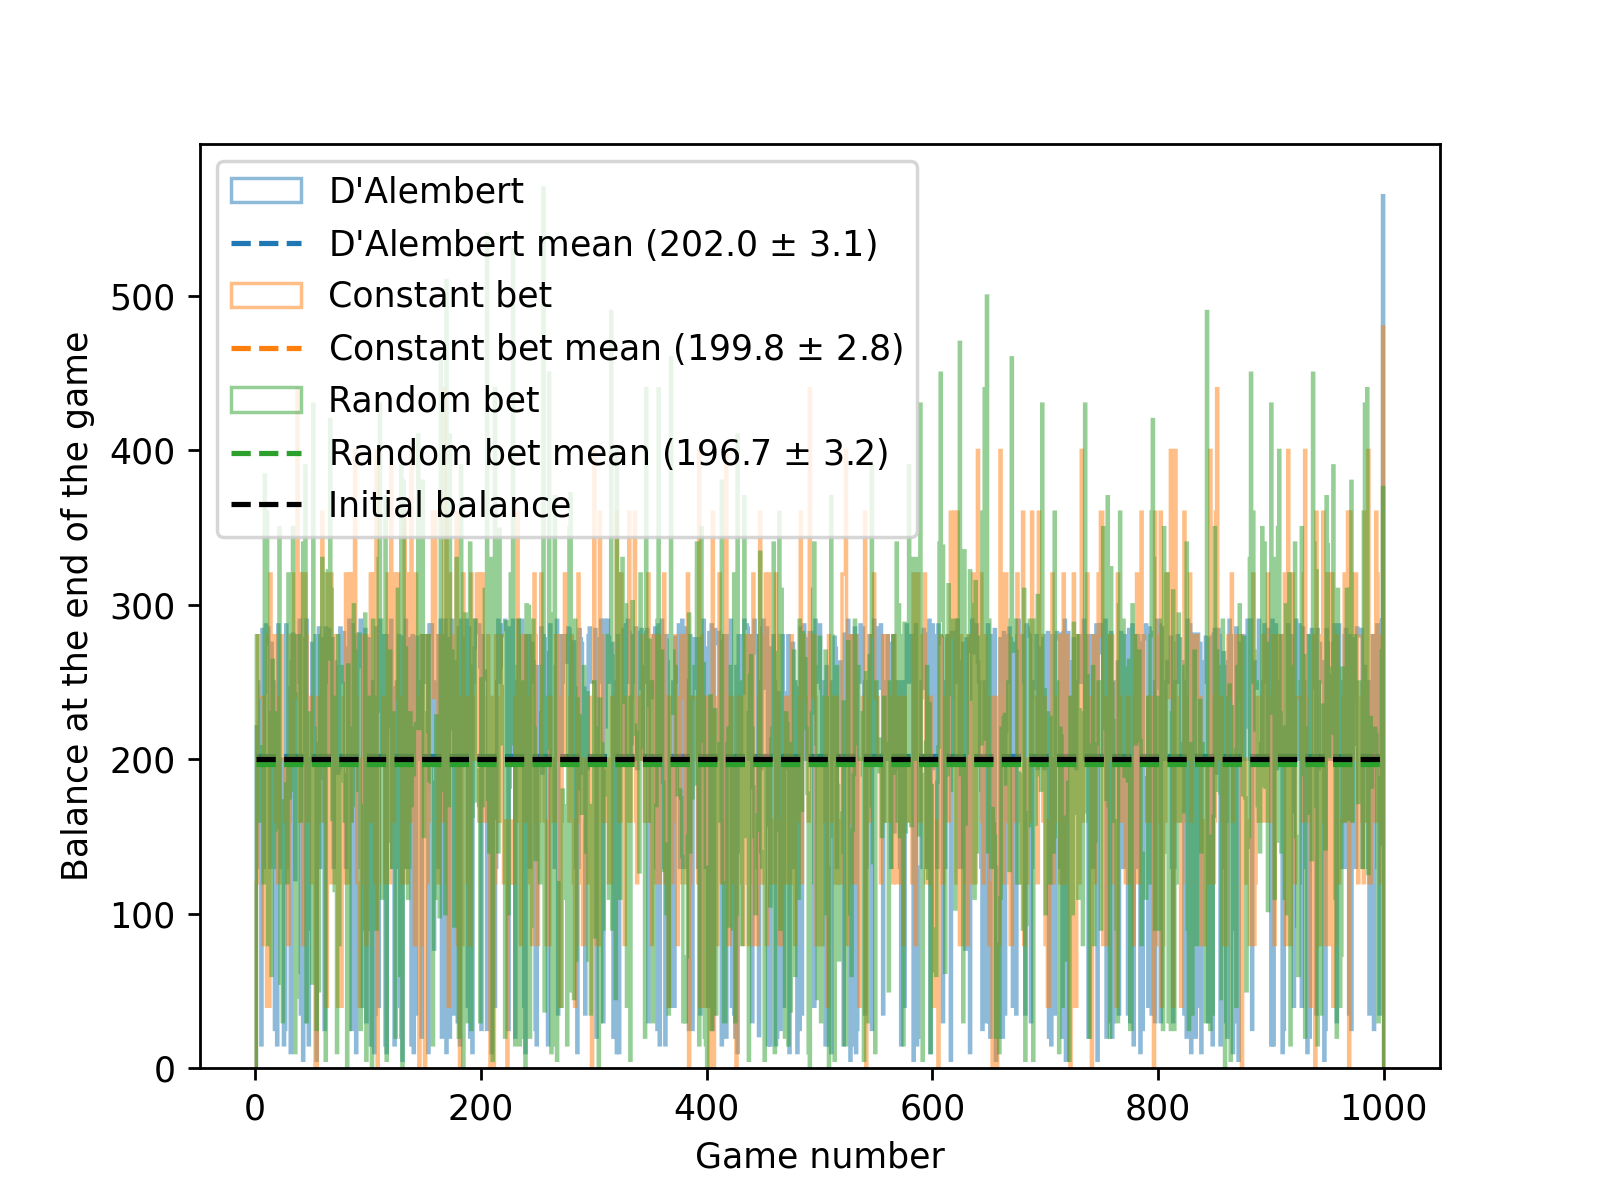 D'Alembert
D'Alembert mean (202.0 ± 3.1)
Constant bet
Constant bet mean (199.8 ± 2.8)
Random bet
Random bet mean (196.7 ± 3.2)
Initial balance
500
400
300
200
100
0
Balance at the end of the game
0 200 400 600 800 1000
Game number